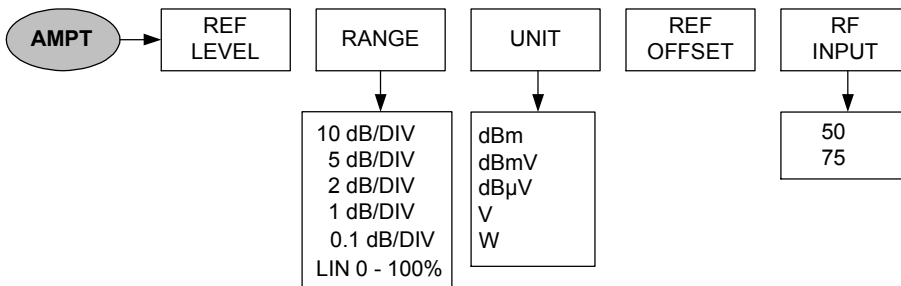 AMPT
REF
LEVEL
RANGE
UNIT
REF
OFFSET
RF
INPUT
10 dB/DIV
5 dB/DIV
2 dB/DIV
1 dB/DIV
0.1 dB/DIV
LIN 0 - 100%
dBm
dBmV
dBµV
V
W
50
75